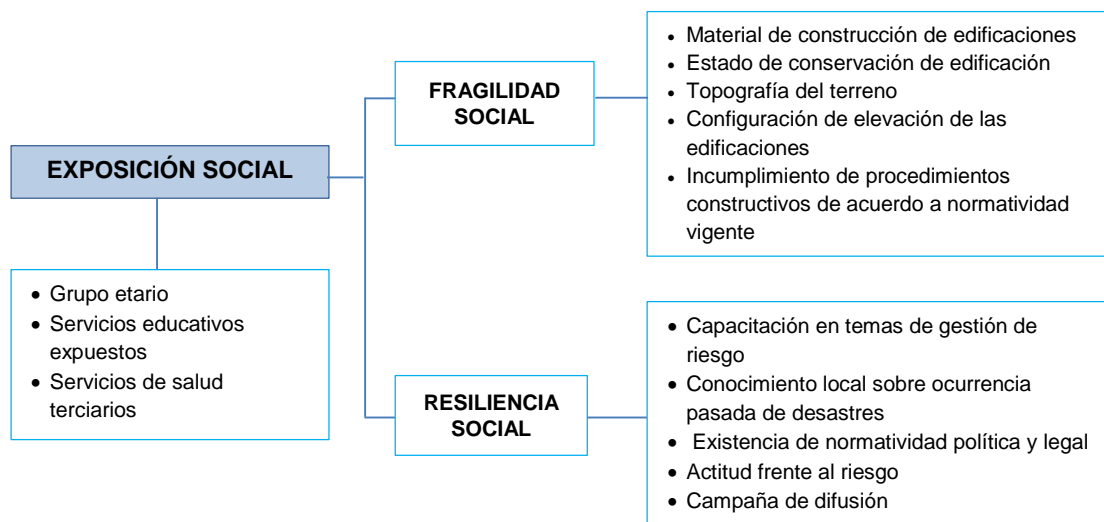 EXPOSICIÓN SOCIAL
• Grupo etario
• Servicios educativos
expuestos
• Servicios de salud
terciarios
FRAGILIDAD
SOCIAL
• Material de construcción de edificaciones
• Estado de conservación de edificación
• Topografía del terreno
• Configuración de elevación de las
edificaciones
• Incumplimiento de procedimientos
constructivos de acuerdo a normatividad
vigente
RESILIENCIA
SOCIAL
• Capacitación en temas de gestión de
riesgo
• Conocimiento local sobre ocurrencia
pasada de desastres
• Existencia de normatividad política y legal
• Actitud frente al riesgo
• Campaña de difusión